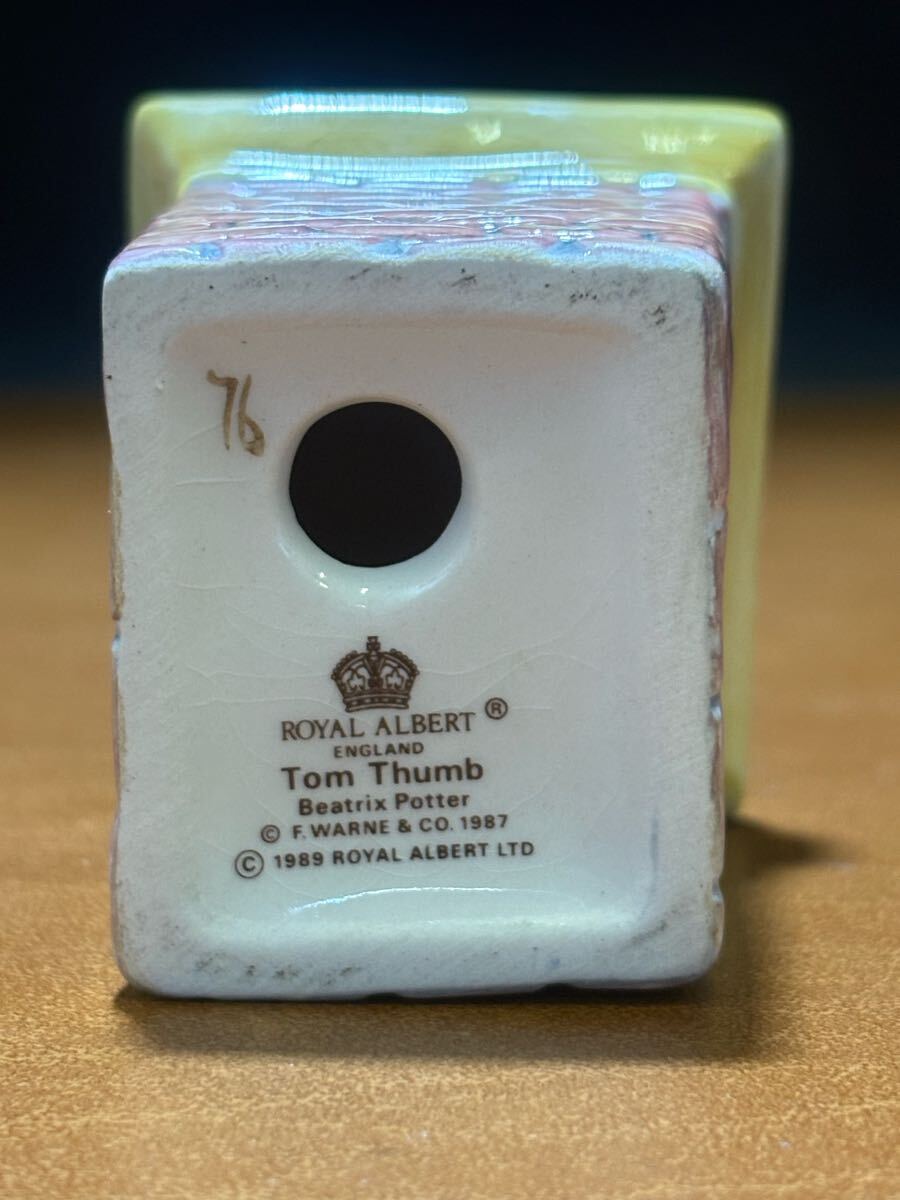 76
ROYAL ALBERT ®
ENGLAND
Tom Thumb
Beatrix Potter
© F. WARNE & CO. 1987
© 1989 ROYAL ALBERT LTD